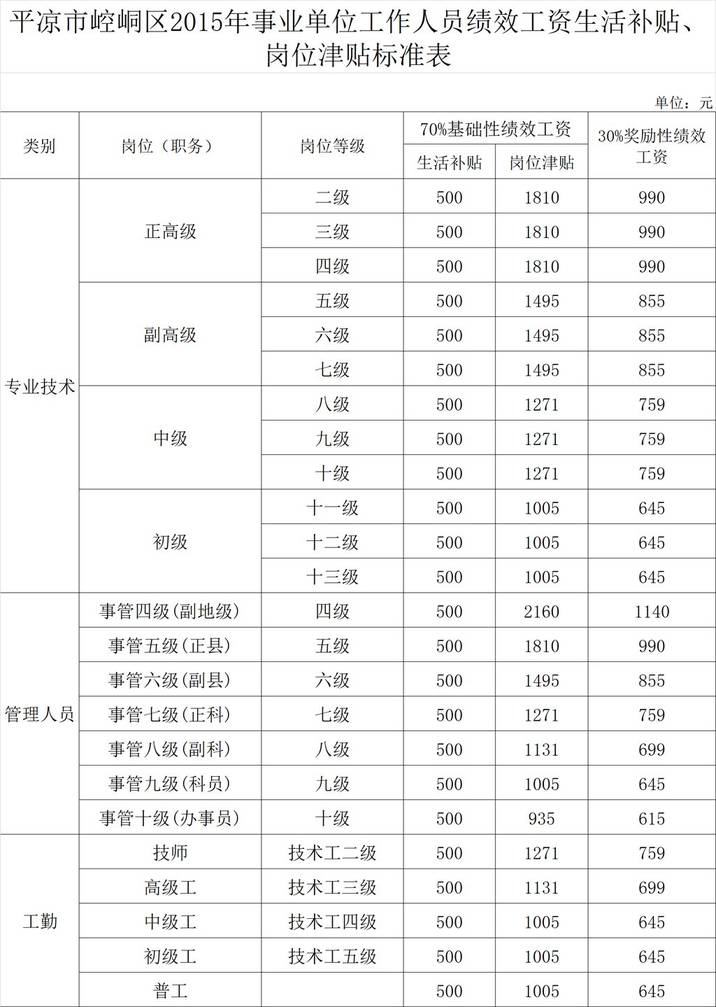 平凉市崆峒区2015年事业单位工作人员绩效工资生活补贴、
岗位津贴标准表
单位：元
类别 岗位（职务） 岗位等级 70%基础性绩效工资 30%奖励性绩效
工资
生活补贴 岗位津贴
专业技术 正高级 二级 500 1810 990
三级 500 1810 990
四级 500 1810 990
副高级 五级 500 1495 855
六级 500 1495 855
七级 500 1495 855
中级 八级 500 1271 759
九级 500 1271 759
十级 500 1271 759
初级 十一级 500 1005 645
十二级 500 1005 645
十三级 500 1005 645
管理人员 事管四级(副地级) 四级 500 2160 1140
事管五级(正县) 五级 500 1810 990
事管六级(副县) 六级 500 1495 855
事管七级(正科) 七级 500 1271 759
事管八级(副科) 八级 500 1131 699
事管九级(科员) 九级 500 1005 645
事管十级(办事员) 十级 500 935 615
工勤 技师 技术工二级 500 1271 759
高级工 技术工三级 500 1131 699
中级工 技术工四级 500 1005 645
初级工 技术工五级 500 1005 645
普工 500 1005 645